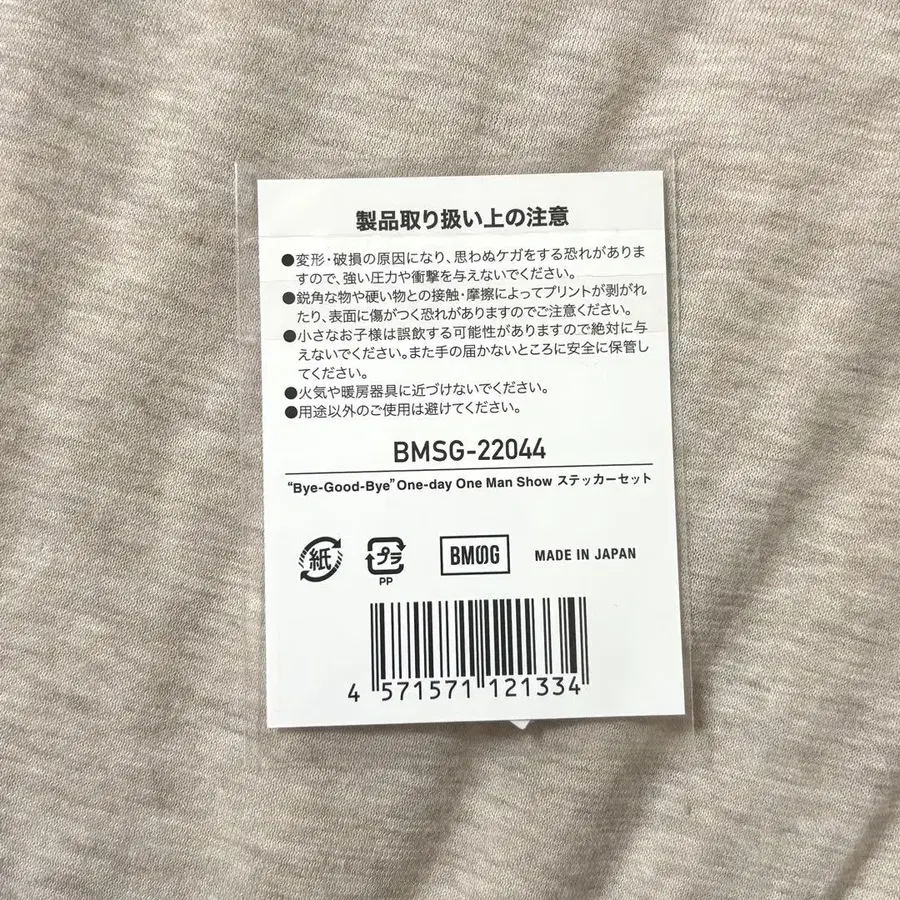 製品取り扱い上の注意
●変形・破損の原因になり、思わぬケガをする恐れがありま
すので、強い圧力や衝撃を与えないでください。
●鋭角な物や硬い物との接触・摩擦によってプリントが剥がれ
たり、表面に傷がつく恐れがありますのでご注意ください。
●小さなお子様は誤飲する可能性がありますので絶対に与
えないでください。また手の届かないところに安全に保管し
てください。
●火気や暖房器具に近づけないでください。
●用途以外のご使用は避けてください。
BMSG-22044
“Bye-Good-Bye” One-day One Man Show ステッカーセット
紙 プラ BMSG MADE IN JAPAN
PP
4 571571 121334